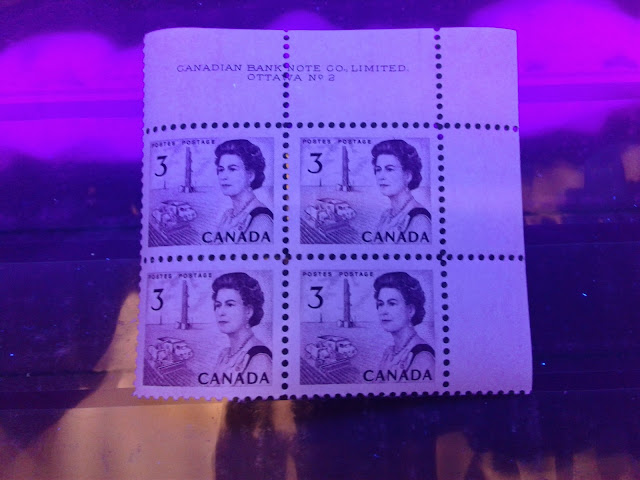 CANADIAN BANK NOTE CO., LIMITED.
OTTAWA Nº 2
POSTES POSTAGE
3
CANADA
POSTES POSTAGE
3
CANADA
POSTES POSTAGE
3
CANADA
POSTES POSTAGE
3
CANADA